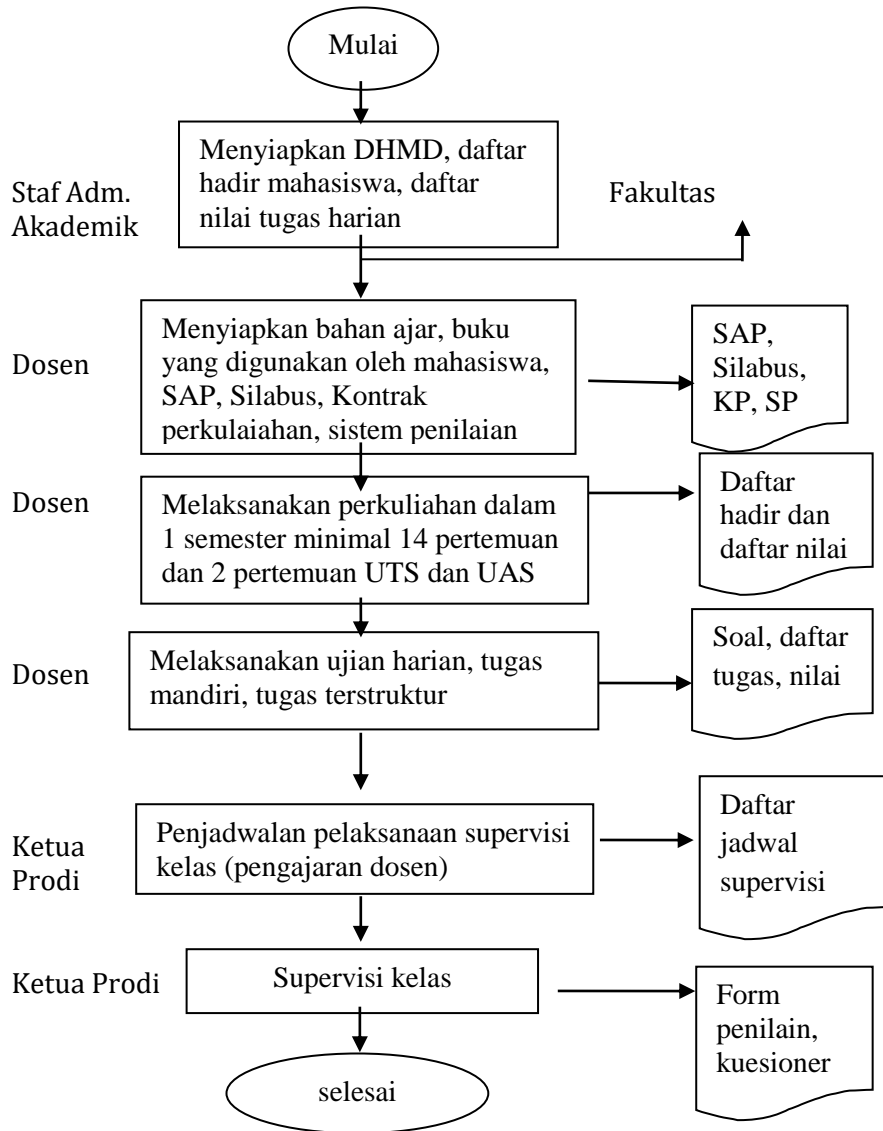 Mulai
Menyiapkan DHMD, daftar
hadir mahasiswa, daftar
nilai tugas harian
Staf Adm.
Akademik
Fakultas
Dosen
Menyiapkan bahan ajar, buku
yang digunakan oleh mahasiswa,
SAP, Silabus, Kontrak
perkulaiahan, sistem penilaian
SAP,
Silabus,
KP, SP
Dosen
Melaksanakan perkuliahan dalam
1 semester minimal 14 pertemuan
dan 2 pertemuan UTS dan UAS
Daftar
hadir dan
daftar nilai
Dosen
Melaksanakan ujian harian, tugas
mandiri, tugas terstruktur
Soal, daftar
tugas, nilai
Ketua
Prodi
Penjadwalan pelaksanaan supervisi
kelas (pengajaran dosen)
Daftar
jadwal
supervisi
Ketua Prodi
Supervisi kelas
Form
penilain,
kuesioner
selesai